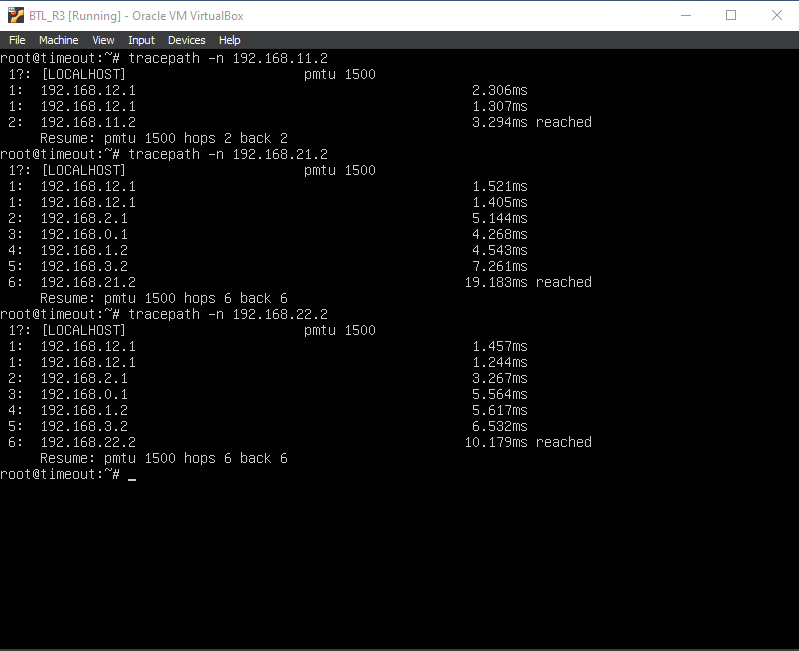 BTL_R3 [Running] - Oracle VM VirtualBox
File Machine View Input Devices Help
root@timeout:~# tracepath -n 192.168.11.2
1?: [LOCALHOST] pmtu 1500
1: 192.168.12.1 2.306ms
1: 192.168.12.1 1.307ms
2: 192.168.11.2 3.294ms reached
Resume: pmtu 1500 hops 2 back 2
root@timeout:~# tracepath -n 192.168.21.2
1?: [LOCALHOST] pmtu 1500
1: 192.168.12.1 1.521ms
1: 192.168.12.1 1.405ms
2: 192.168.2.1 5.144ms
3: 192.168.0.1 4.268ms
4: 192.168.1.2 4.543ms
5: 192.168.3.2 7.261ms
6: 192.168.21.2 19.183ms reached
Resume: pmtu 1500 hops 6 back 6
root@timeout:~# tracepath -n 192.168.22.2
1?: [LOCALHOST] pmtu 1500
1: 192.168.12.1 1.457ms
1: 192.168.12.1 1.244ms
2: 192.168.2.1 3.267ms
3: 192.168.0.1 5.564ms
4: 192.168.1.2 5.617ms
5: 192.168.3.2 6.532ms
6: 192.168.22.2 10.179ms reached
Resume: pmtu 1500 hops 6 back 6
root@timeout:~# _